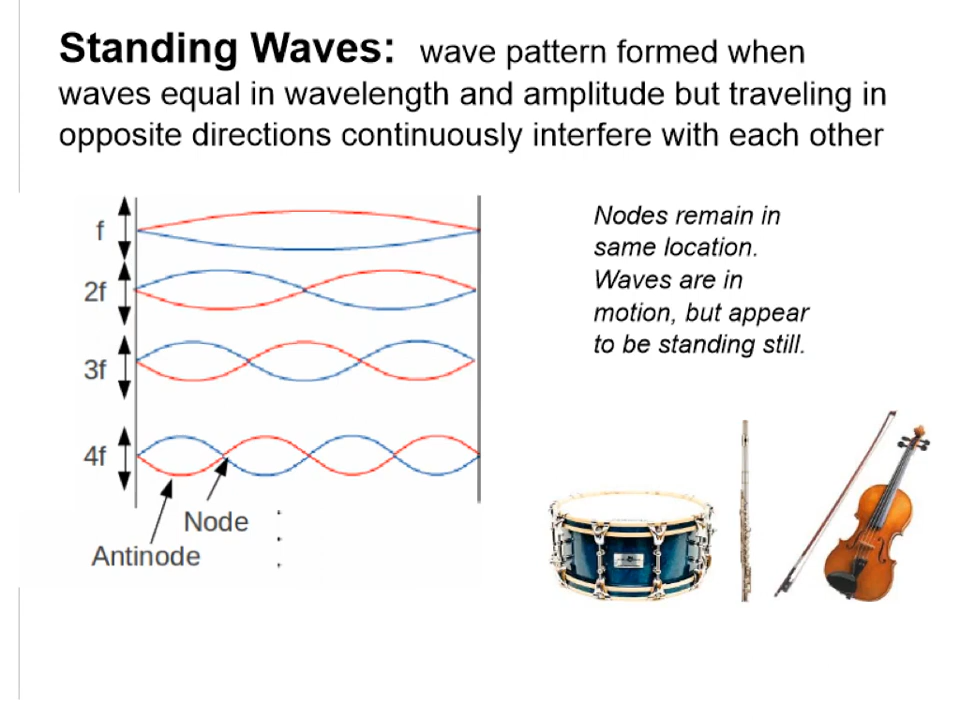 Standing Waves: wave pattern formed when
waves equal in wavelength and amplitude but traveling in
opposite directions continuously interfere with each other
f
2f
3f
4f
Node
Antinode
Nodes remain in
same location.
Waves are in
motion, but appear
to be standing still.